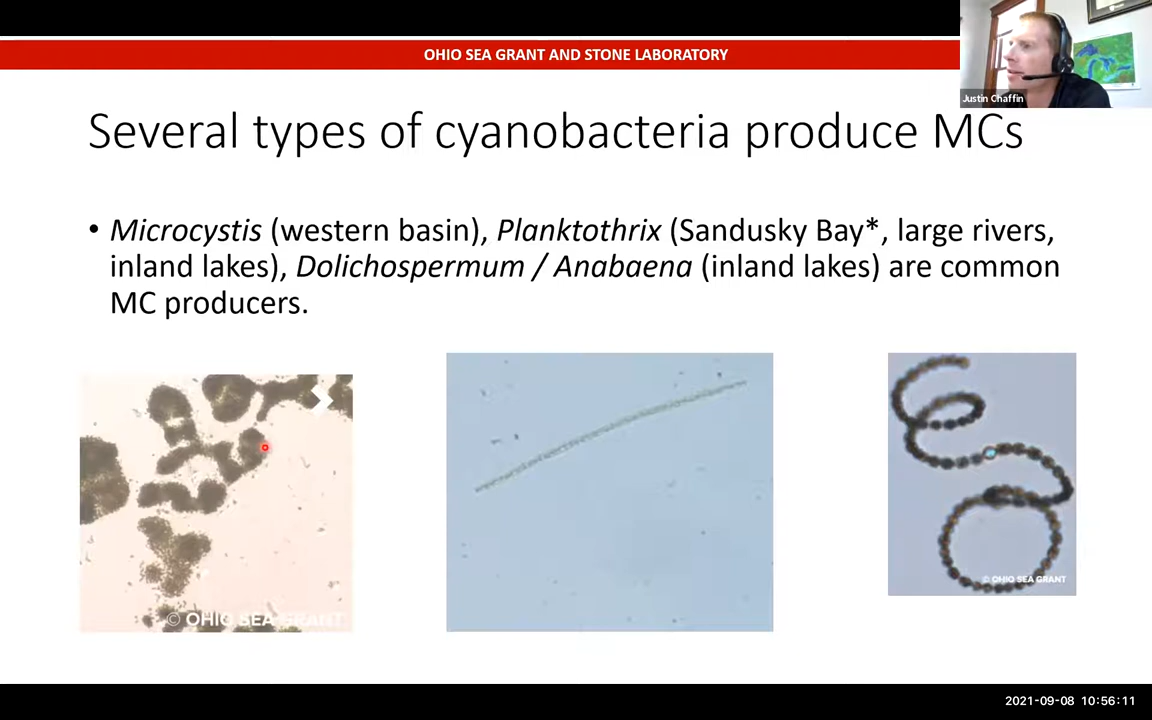 OHIO SEA GRANT AND STONE LABORATORY
Justin Chaffin
Several types of cyanobacteria produce MCs
• Microcystis (western basin), Planktothrix (Sandusky Bay*, large rivers,
inland lakes), Dolichospermum / Anabaena (inland lakes) are common
MC producers.
© OHIO SEA GRANT
© OHIO SEA GRANT
2021-09-08 10:56:11